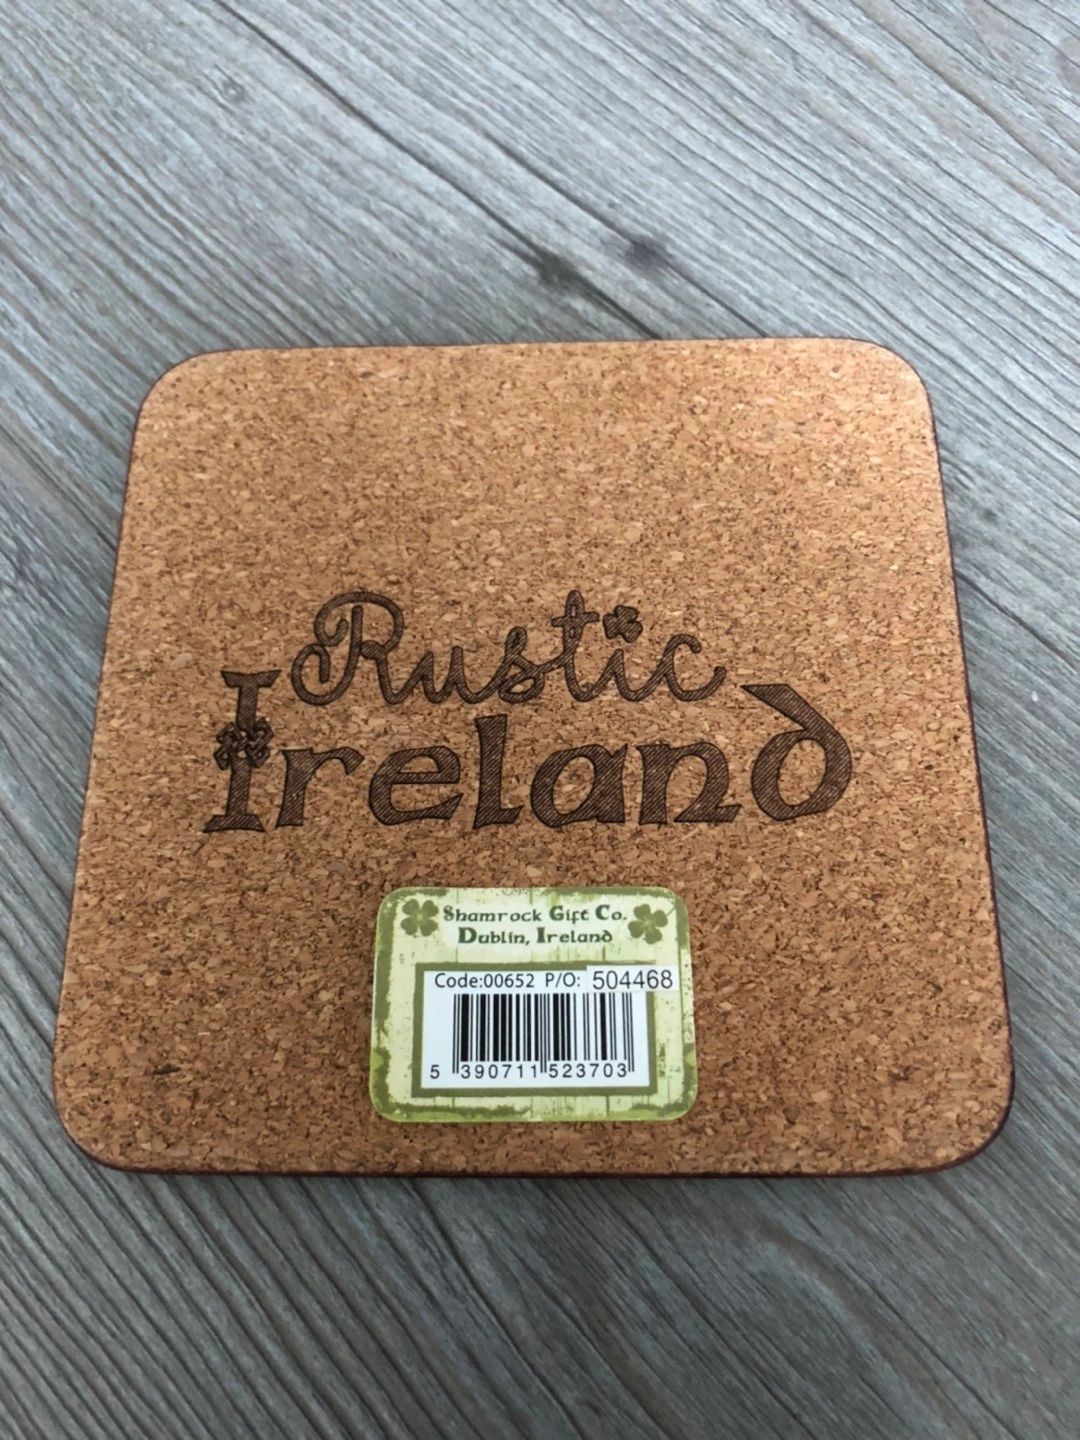 Rustic
Ireland
Shamrock Gift Co.
Dublin, Ireland
Code:00652 P/O: 504468
5 390711 523703